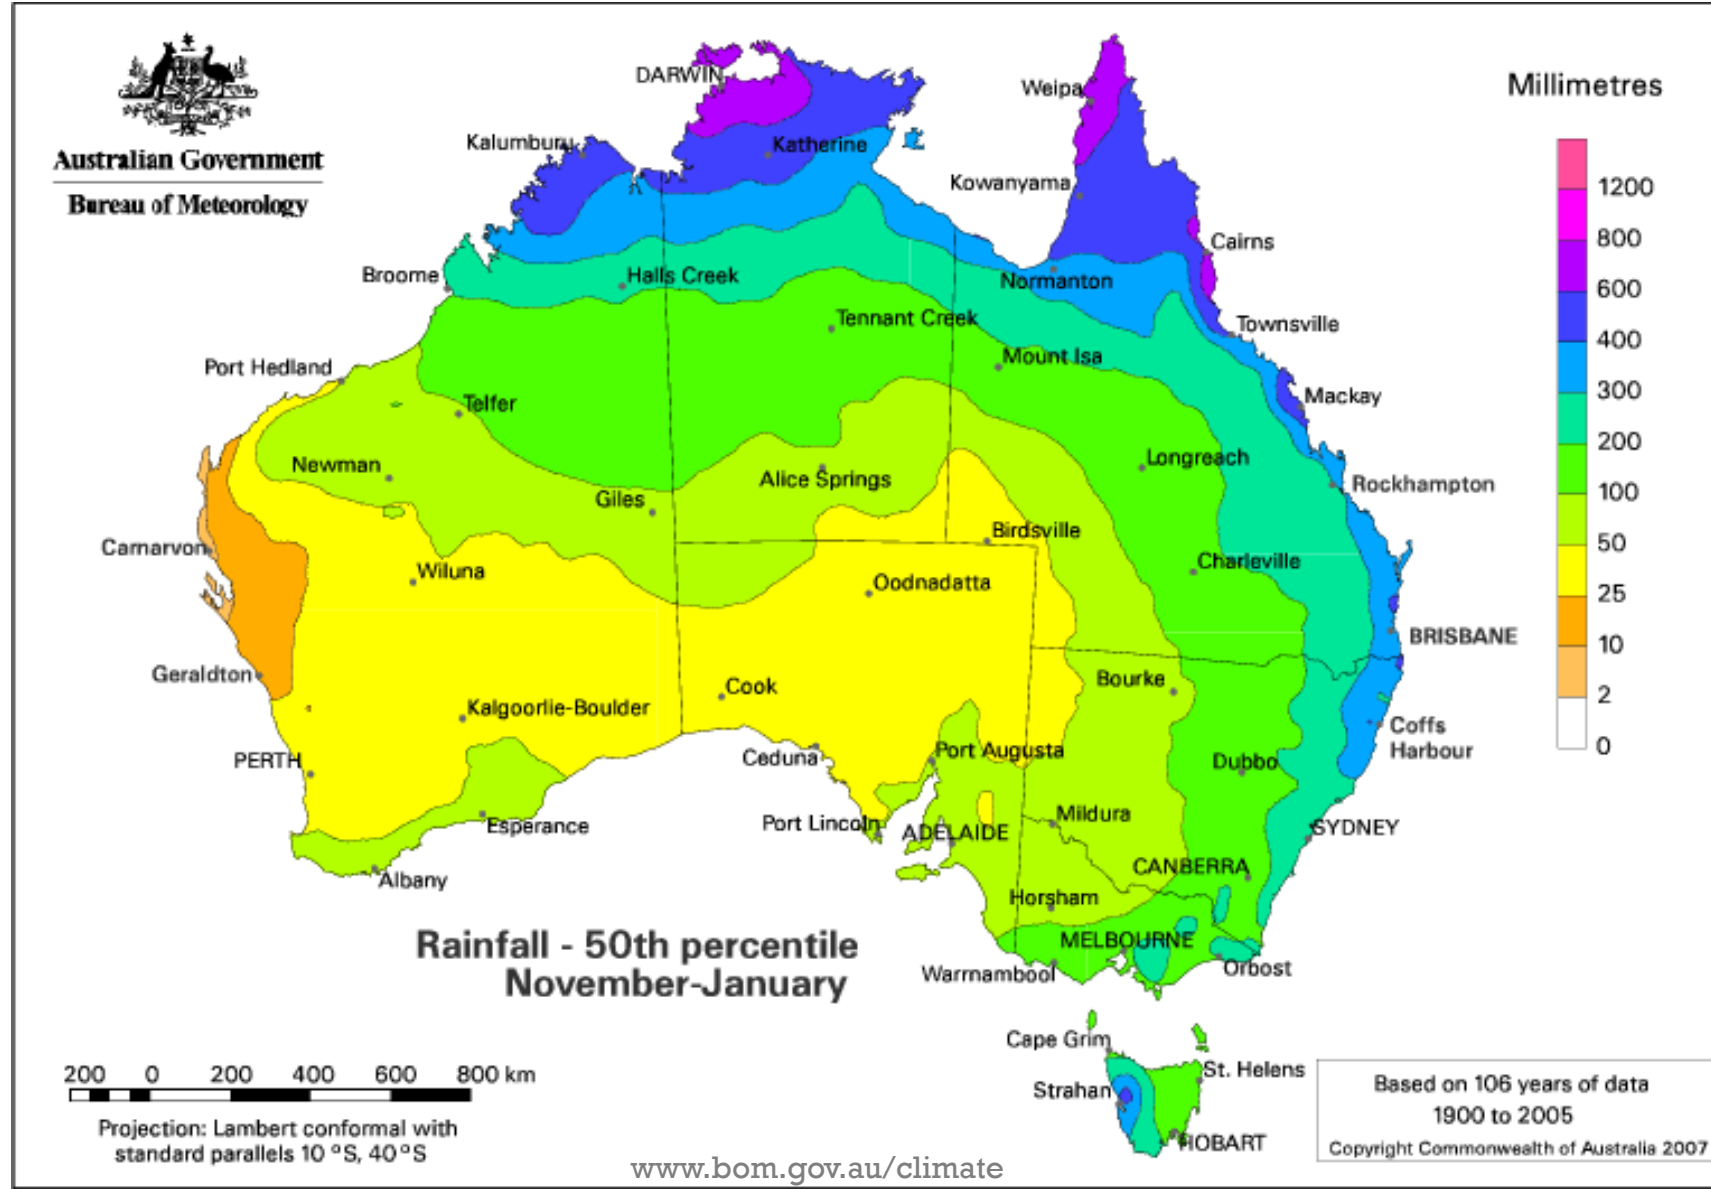 Australian Government
Bureau of Meteorology
DARWIN
Weipa
Millimetres
Kalumburu
Katherine
Kowanyama
1200
800
600
400
300
200
100
50
25
10
2
0
Cairns
Broome
Halls Creek
Normanton
Tennant Creek
Townsville
Port Hedland
Mount Isa
Telfer
Mackay
Newman
Alice Springs
Longreach
Giles
Rockhampton
Carnarvon
Birdsville
Wiluna
Oodnadatta
Charleville
BRISBANE
Geraldton
Cook
Bourke
Kalgoorlie-Boulder
Coffs
Harbour
PERTH
Ceduna
Port Augusta
Dubbo
Esperance
Port Lincoln
ADELAIDE
Mildura
SYDNEY
Albany
CANBERRA
Horsham
Rainfall - 50th percentile
November-January
MELBOURNE
Warrnambool
Orbost
Cape Grim
St. Helens
Strahan
HOBART
200 0 200 400 600 800 km
Projection: Lambert conformal with
standard parallels 10 °S, 40 °S
Based on 106 years of data
1900 to 2005
Copyright Commonwealth of Australia 2007
www.bom.gov.au/climate